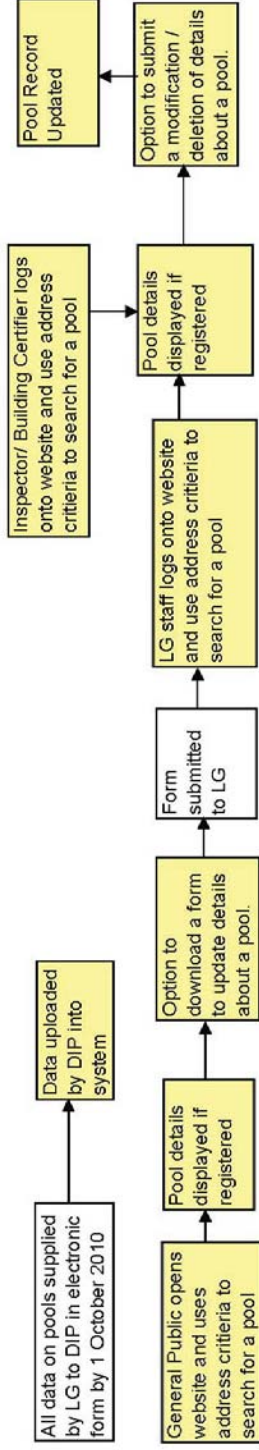 All data on pools supplied
by LG to DIP in electronic
form by 1 October 2010
Data uploaded
by DIP into
system
Inspector/ Building Certifier logs
onto website and use address
critieria to search for a pool
Pool Record
Updated
General Public opens
website and uses
address critieria to
search for a pool
Pool details
displayed if
registered
Option to
download a form
to update details
about a pool.
Form
submitted
to LG
LG staff logs onto website
and use address critieria to
search for a pool
Pool details
displayed if
registered
Option to submit
a modification /
deletion of details
about a pool.